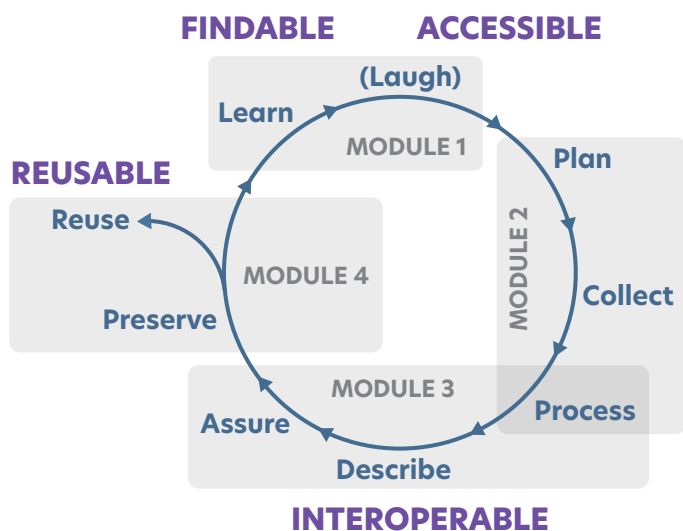 FINDABLE
ACCESSIBLE
(Laugh)
Learn
MODULE 1
Plan
REUSABLE
Reuse
MODULE 2
MODULE 4
Collect
Preserve
MODULE 3
Process
Assure
Describe
INTEROPERABLE